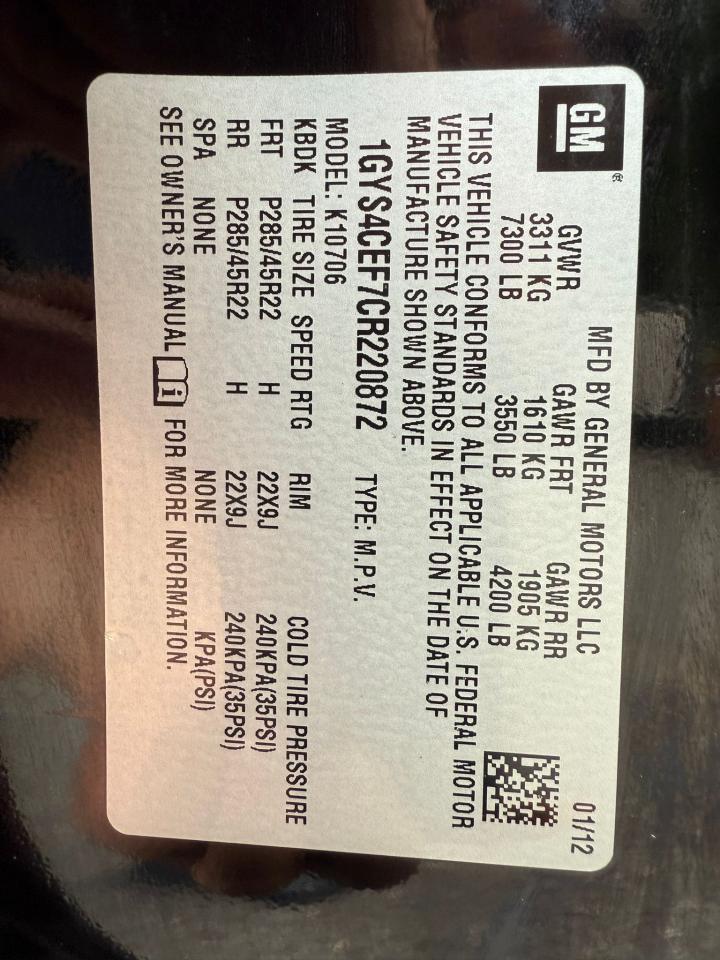 GM®
MFD BY GENERAL MOTORS LLC 01/12
GVWR GAWR FRT GAWR RR
3311 KG 1610 KG 1905 KG
7300 LB 3550 LB 4200 LB
THIS VEHICLE CONFORMS TO ALL APPLICABLE U.S. FEDERAL MOTOR
VEHICLE SAFETY STANDARDS IN EFFECT ON THE DATE OF
MANUFACTURE SHOWN ABOVE.
1GYS4CEF7CR220872 TYPE: M.P.V.
MODEL: K10706
KBDK TIRE SIZE SPEED RTG RIM COLD TIRE PRESSURE
FRT P285/45R22 H 22X9J 240KPA(35PSI)
RR P285/45R22 H 22X9J 240KPA(35PSI)
SPA NONE NONE KPA(PSI)
SEE OWNER'S MANUAL FOR MORE INFORMATION.